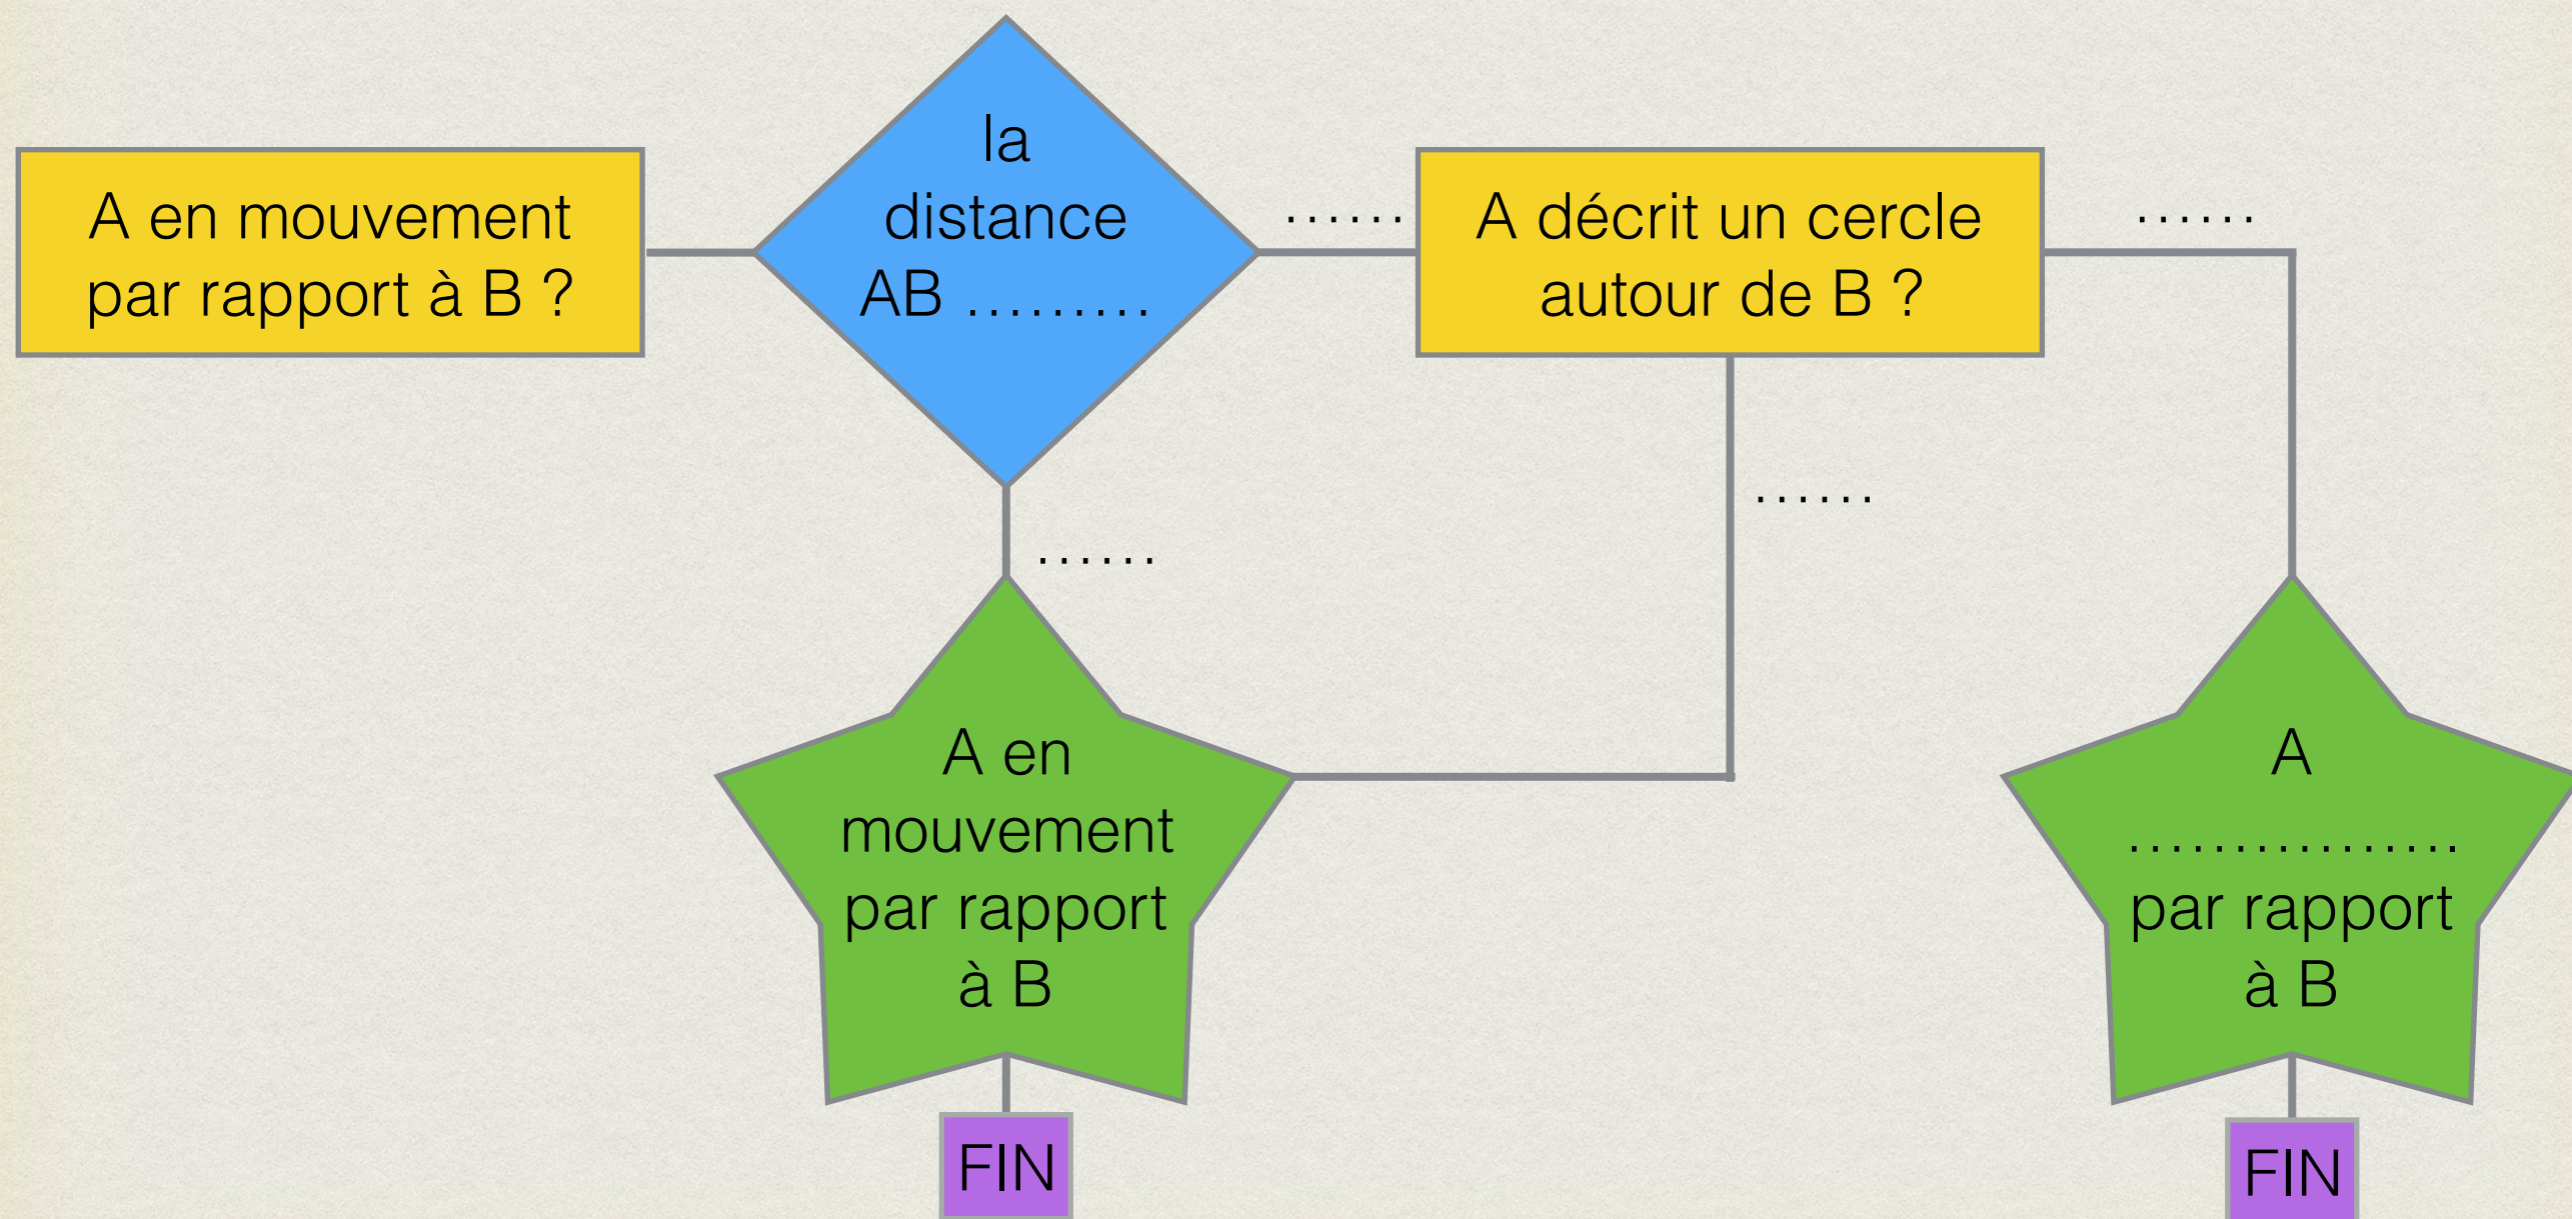 A en mouvement
par rapport à B ?
la
distance
AB .........
......
A décrit un cercle
autour de B ?
......
......
......
A en
mouvement
par rapport
à B
A
................
par rapport
à B
FIN
FIN